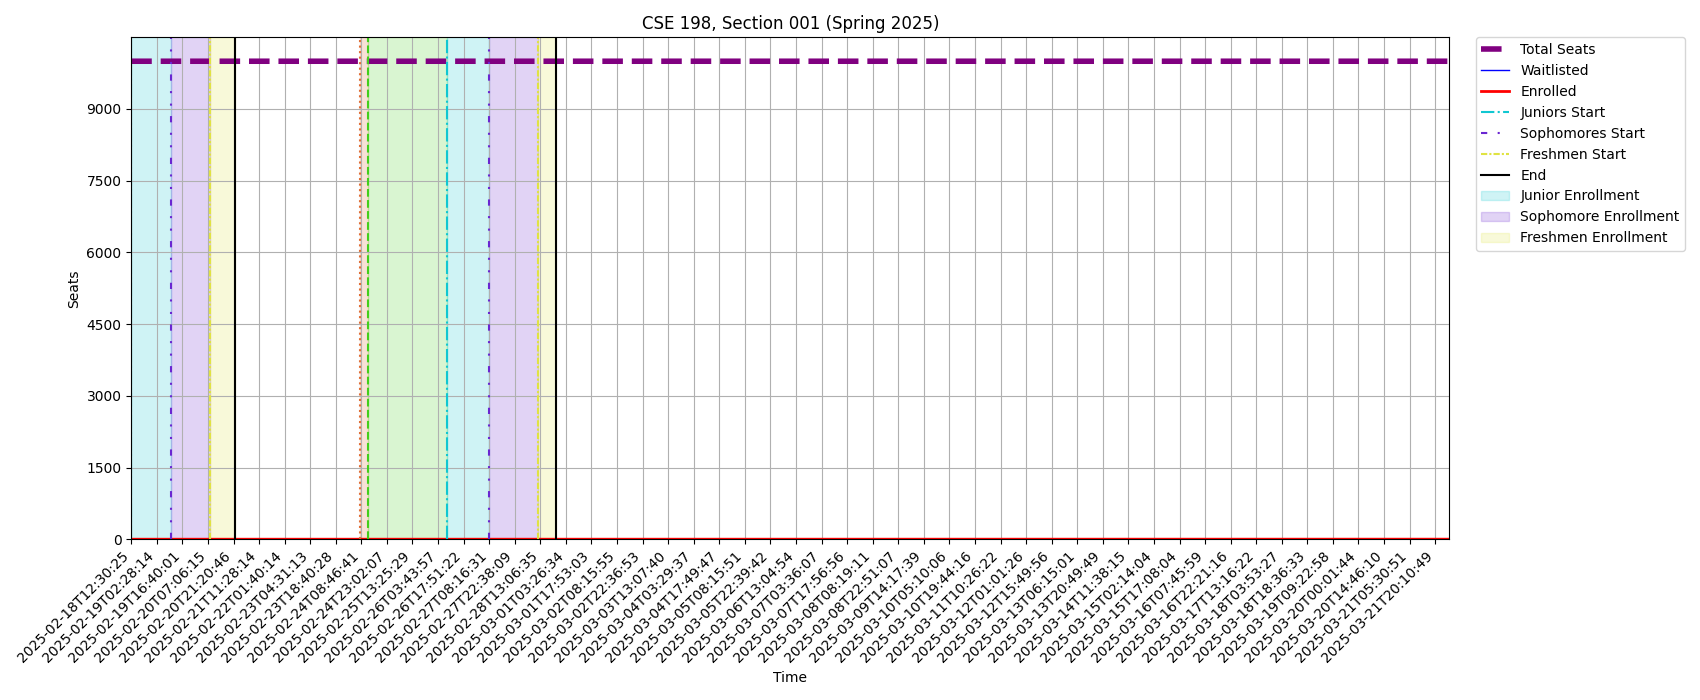 CSE 198, Section 001 (Spring 2025)
Total Seats
Waitlisted
Enrolled
Juniors Start
Sophomores Start
Freshmen Start
End
Junior Enrollment
Sophomore Enrollment
Freshmen Enrollment
Seats
9000
7500
6000
4500
3000
1500
0
2025-02-18T12:30:25
2025-02-19T02:28:14
2025-02-19T16:40:01
2025-02-20T07:06:15
2025-02-20T21:20:46
2025-02-21T11:28:14
2025-02-22T01:40:14
2025-02-23T04:31:13
2025-02-23T18:40:28
2025-02-24T08:46:41
2025-02-24T23:02:07
2025-02-25T13:25:29
2025-02-26T03:43:57
2025-02-26T17:51:22
2025-02-27T08:16:31
2025-02-27T22:38:09
2025-02-28T13:06:35
2025-03-01T03:26:34
2025-03-01T17:53:03
2025-03-02T08:15:55
2025-03-02T22:36:53
2025-03-03T13:07:40
2025-03-04T03:29:37
2025-03-04T17:49:47
2025-03-05T08:15:51
2025-03-05T22:39:42
2025-03-06T13:04:54
2025-03-07T03:36:07
2025-03-07T17:56:56
2025-03-08T08:19:11
2025-03-08T22:51:07
2025-03-09T14:17:39
2025-03-10T05:10:06
2025-03-10T19:44:16
2025-03-11T10:26:22
2025-03-12T01:01:26
2025-03-12T15:49:56
2025-03-13T06:15:01
2025-03-13T20:49:49
2025-03-14T11:38:15
2025-03-15T02:14:04
2025-03-15T17:08:04
2025-03-16T07:45:59
2025-03-16T22:21:16
2025-03-17T13:16:22
2025-03-18T03:53:27
2025-03-18T18:36:33
2025-03-19T09:22:58
2025-03-20T00:01:44
2025-03-20T14:46:10
2025-03-21T05:30:51
2025-03-21T20:10:49
Time